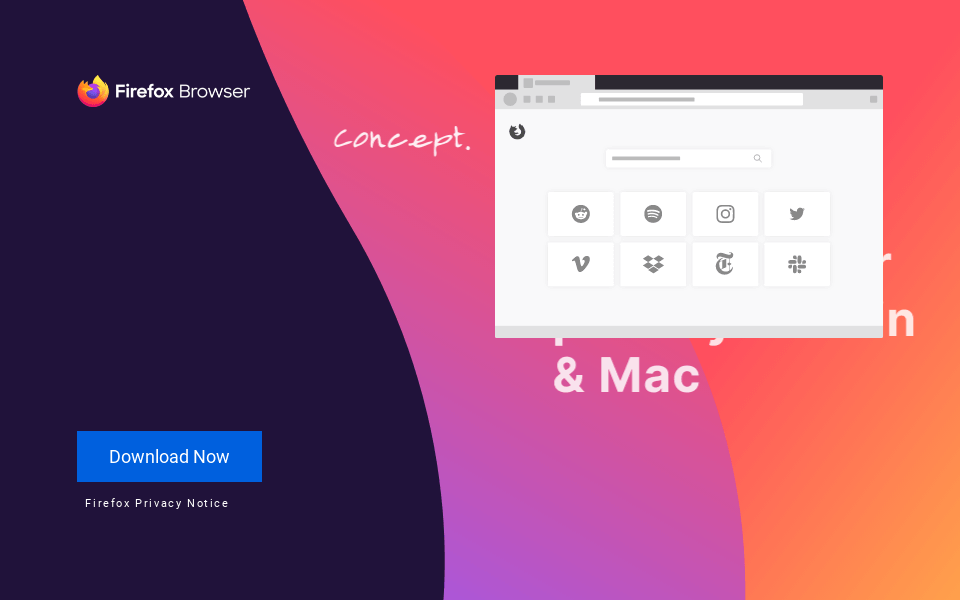 Firefox Browser
Concept.
& Mac
Download Now
Firefox Privacy Notice